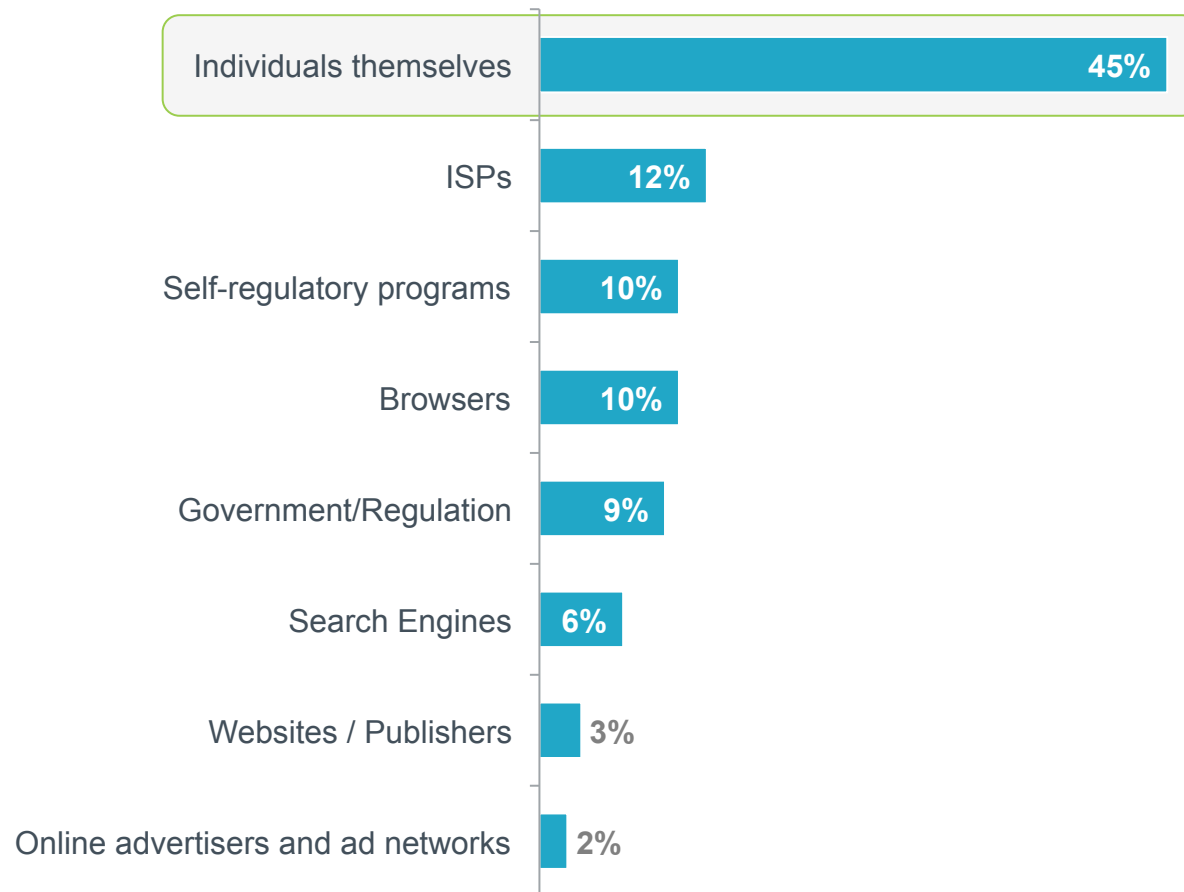 Individuals themselves 45%
ISPs 12%
Self-regulatory programs 10%
Browsers 10%
Government/Regulation 9%
Search Engines 6%
Websites / Publishers 3%
Online advertisers and ad networks 2%